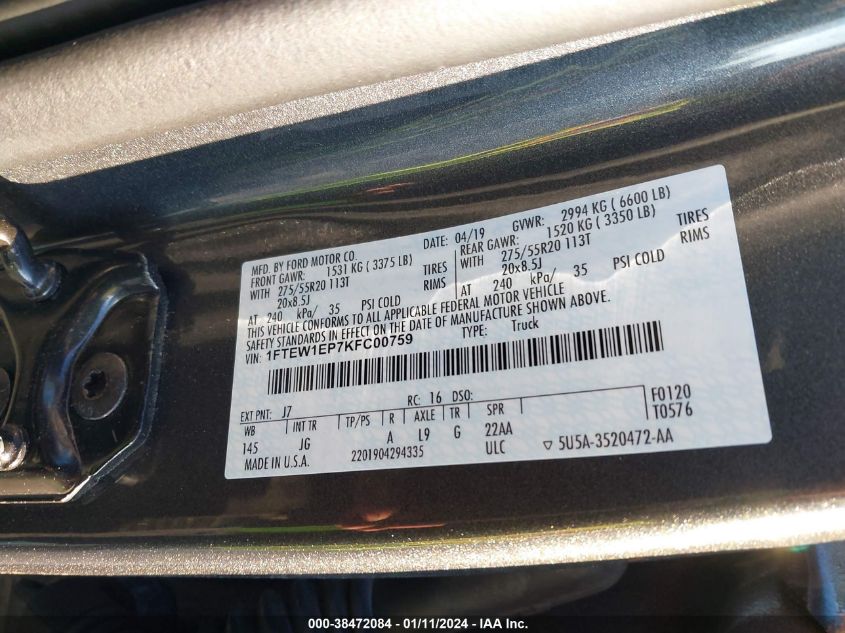 MFD. BY FORD MOTOR CO.
DATE: 04/19 GVWR: 2994 KG ( 6600 LB)
FRONT GAWR: 1531 KG ( 3375 LB)
REAR GAWR: 1520 KG ( 3350 LB)
WITH 275/55R20 113T TIRES
WITH 275/55R20 113T TIRES
20x8.5J RIMS
20x8.5J RIMS
AT 240 kPa/ 35 PSI COLD
AT 240 kPa/ 35 PSI COLD
THIS VEHICLE CONFORMS TO ALL APPLICABLE FEDERAL MOTOR VEHICLE
SAFETY STANDARDS IN EFFECT ON THE DATE OF MANUFACTURE SHOWN ABOVE.
VIN: 1FTEW1EP7KFC00759 TYPE: Truck
EXT PNT: J7 RC: 16 DSO: F0120
WB INT TR TP/PS R AXLE TR SPR T0576
145 JG A L9 G 22AA
MADE IN U.S.A. 2201904294335 ULC ▽ 5U5A-3520472-AA
000-38472084 - 01/11/2024 - IAA Inc.